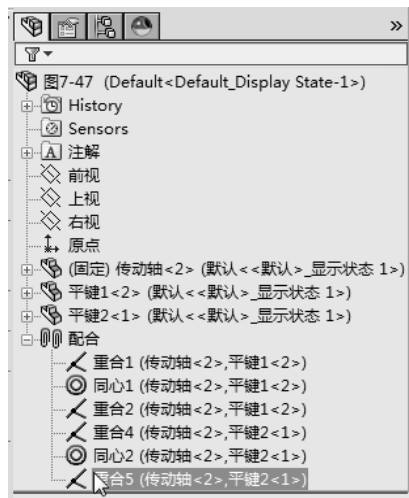 »
图7-47 (Default<Default_Display State-1>)
History
Sensors
A 注解
前视
上视
右视
原点
(固定) 传动轴<2> (默认<<默认>_显示状态 1>)
平键1<2> (默认<<默认>_显示状态 1>)
平键2<1> (默认<<默认>_显示状态 1>)
配合
重合1 (传动轴<2>,平键1<2>)
同心1 (传动轴<2>,平键1<2>)
重合2 (传动轴<2>,平键1<2>)
重合4 (传动轴<2>,平键2<1>)
同心2 (传动轴<2>,平键2<1>)
重合5 (传动轴<2>,平键2<1>)